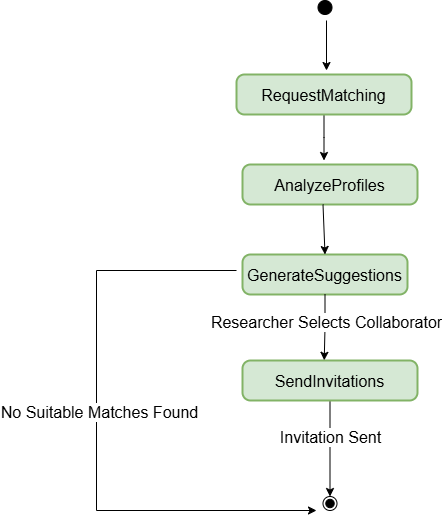 RequestMatching
AnalyzeProfiles
GenerateSuggestions
Researcher Selects Collaborator
SendInvitations
No Suitable Matches Found
Invitation Sent